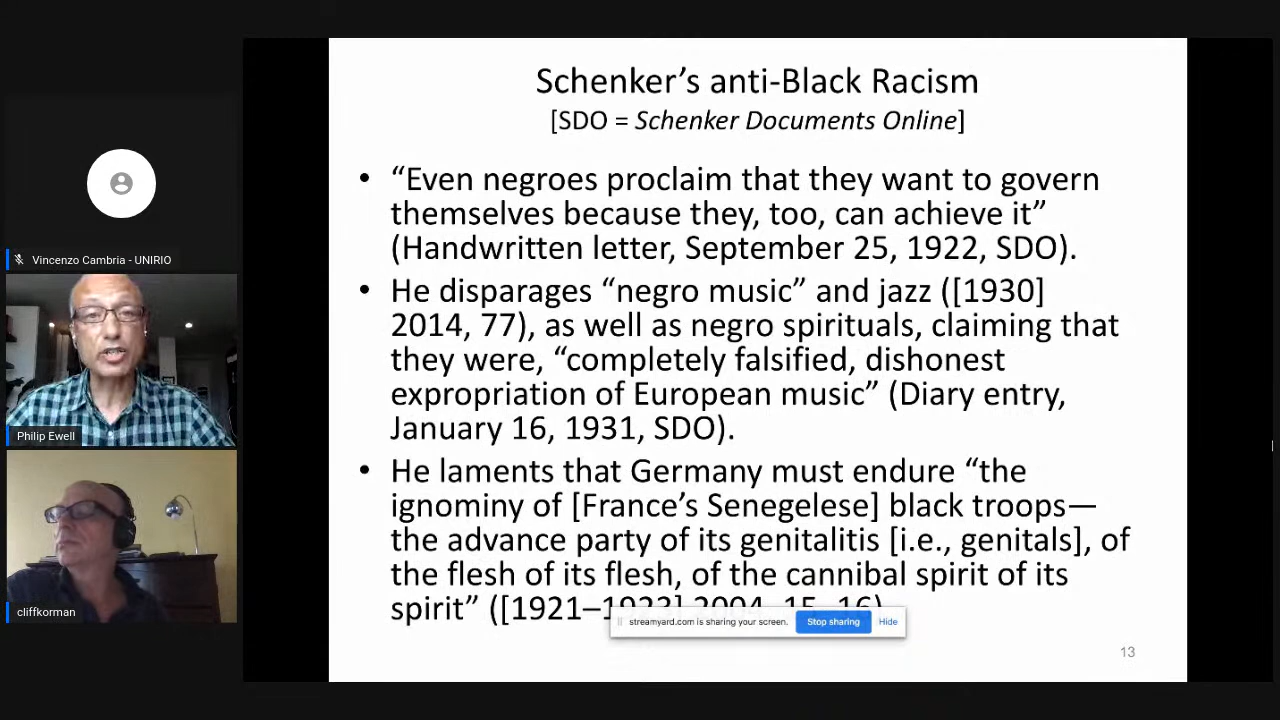 Schenker's anti-Black Racism
[SDO = Schenker Documents Online]
• "Even negroes proclaim that they want to govern
themselves because they, too, can achieve it"
(Handwritten letter, September 25, 1922, SDO).
• He disparages "negro music" and jazz ([1930]
2014, 77), as well as negro spirituals, claiming that
they were, "completely falsified, dishonest
expropriation of European music" (Diary entry,
January 16, 1931, SDO).
• He laments that Germany must endure "the
ignominy of [France's Senegelese] black troops—
the advance party of its genitalitis [i.e., genitals], of
the flesh of its flesh, of the cannibal spirit of its
spirit" ([1921–1923] 2004, 15, 16)
streamyard.com is sharing your screen. Stop sharing Hide
13
Vincenzo Cambria - UNIRIO
Philip Ewell
cliffkorman